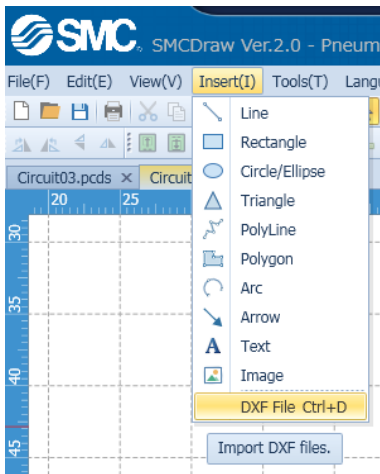 SMC
SMCDraw Ver.2.0 - Pneum
File(F) Edit(E) View(V) Insert(I) Tools(T) Langu
Circuit03.pcds × Circuit
20 25
30
35
40
45
Line
Rectangle
Circle/Ellipse
Triangle
PolyLine
Polygon
Arc
Arrow
A Text
Image
DXF File Ctrl+D
Import DXF files.